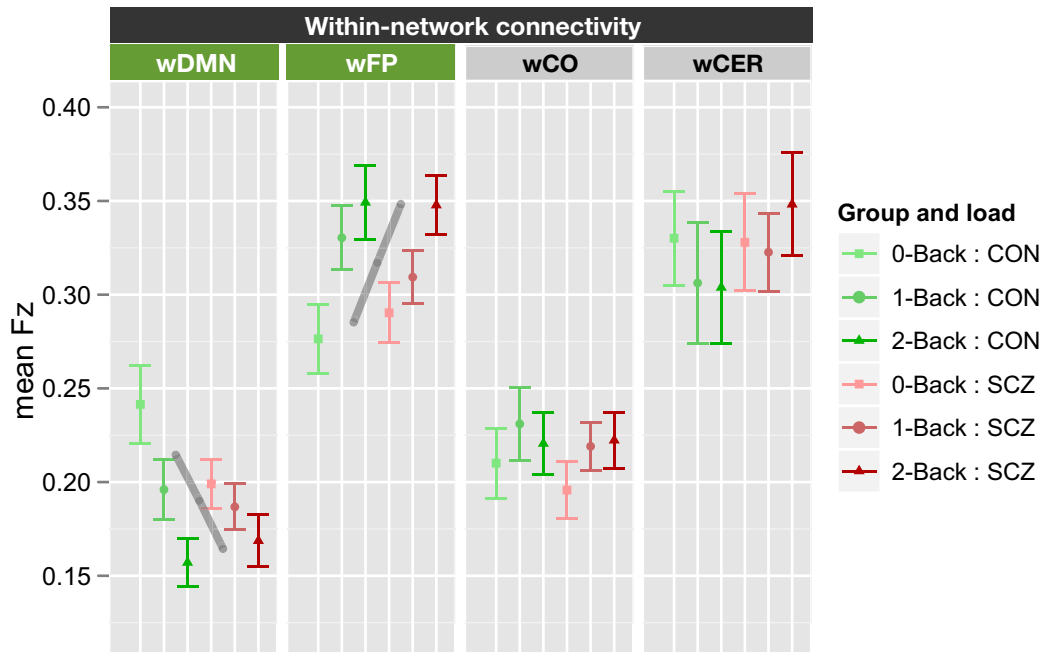 Within-network connectivity
wDMN wFP wCO wCER
mean Fz
0.40
0.35
0.30
0.25
0.20
0.15
Group and load
0-Back : CON
1-Back : CON
2-Back : CON
0-Back : SCZ
1-Back : SCZ
2-Back : SCZ